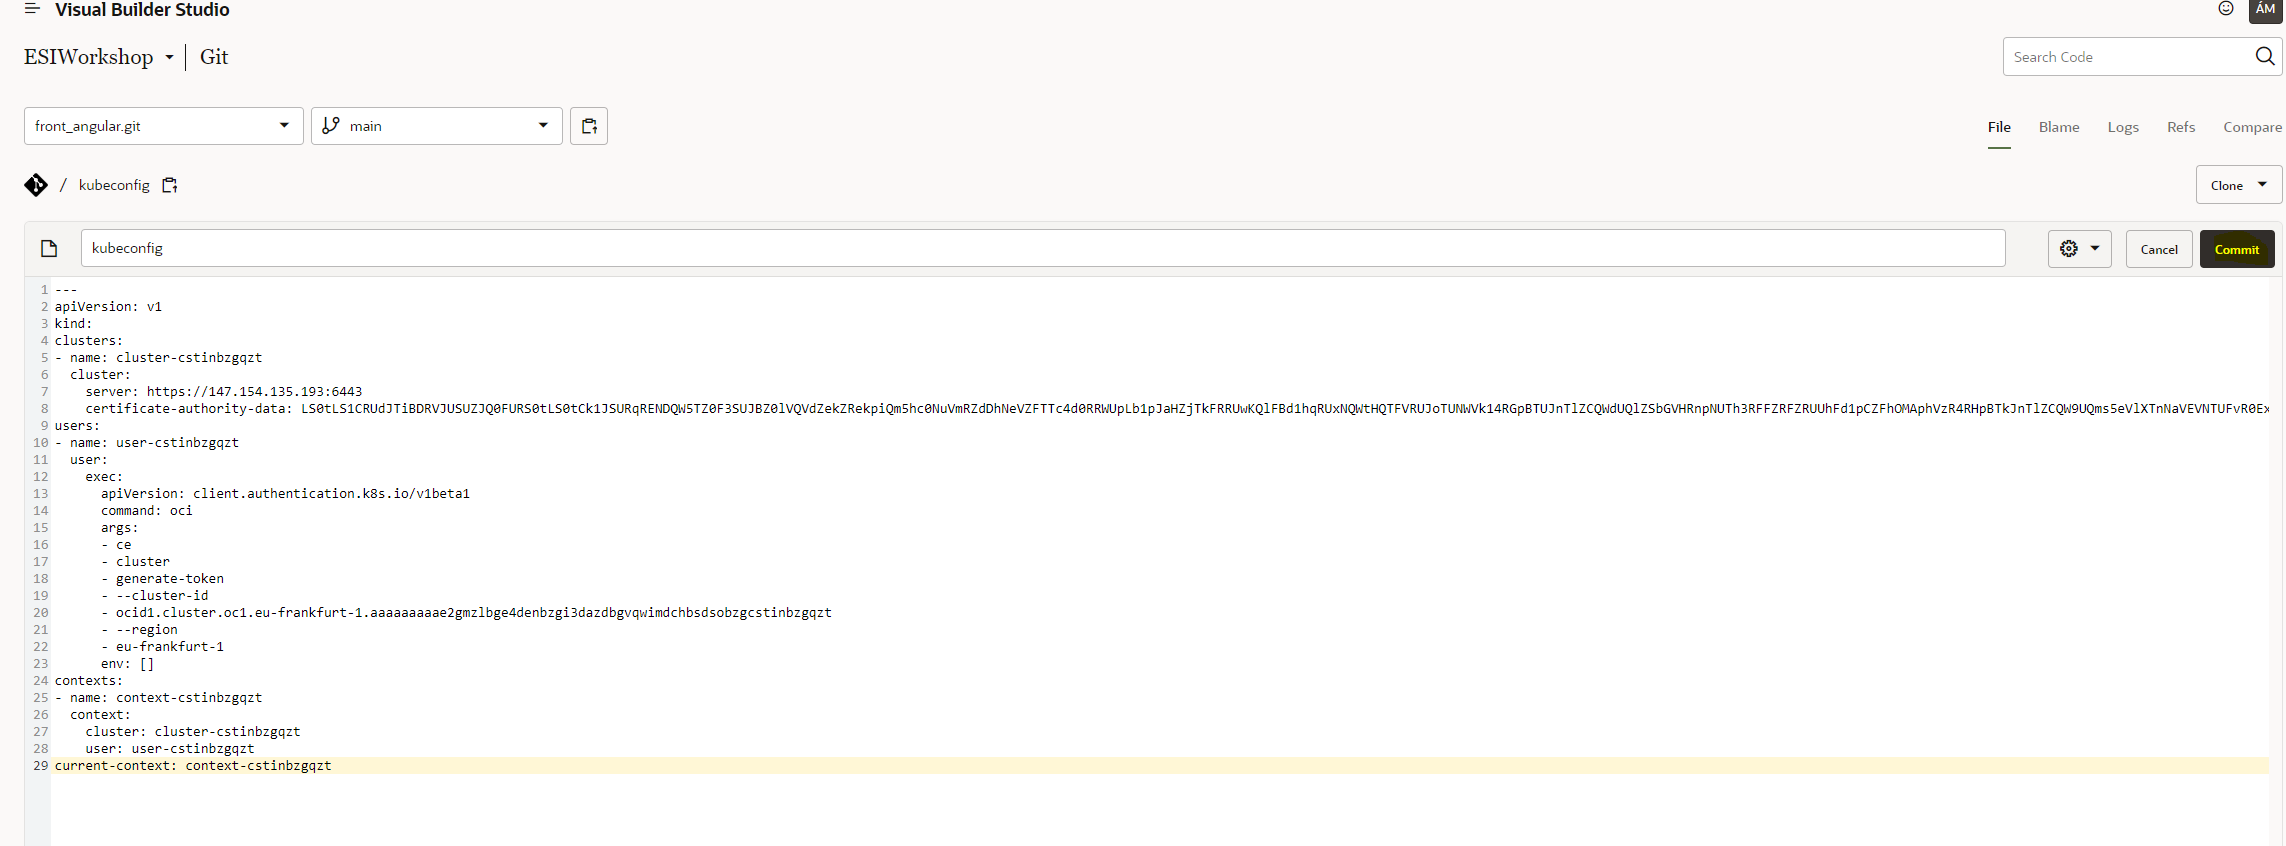 Visual Builder Studio
ÁM
ESIWorkshop | Git
Search Code
front_angular.git
main
File Blame Logs Refs Compare
/ kubeconfig
Clone
kubeconfig
Cancel
Commit
1 ---
2 apiVersion: v1
3 kind:
4 clusters:
5 - name: cluster-cstinbzgqzt
6 cluster:
7 server: https://147.154.135.193:6443
8 certificate-authority-data:
9 users:
10 - name: user-cstinbzgqzt
11 user:
12 exec:
13 apiVersion: client.authentication.k8s.io/v1beta1
14 command: oci
15 args:
16 - ce
17 - cluster
18 - generate-token
19 - --cluster-id
20 - ocid1.cluster.oc1.eu-frankfurt-1.aaaaaaaaae2gmzlbge4denbzgi3dazdbgvqwimdchbsdsobzgcstinbzgqzt
21 - --region
22 - eu-frankfurt-1
23 env: []
24 contexts:
25 - name: context-cstinbzgqzt
26 context:
27 cluster: cluster-cstinbzgqzt
28 user: user-cstinbzgqzt
29 current-context: context-cstinbzgqzt